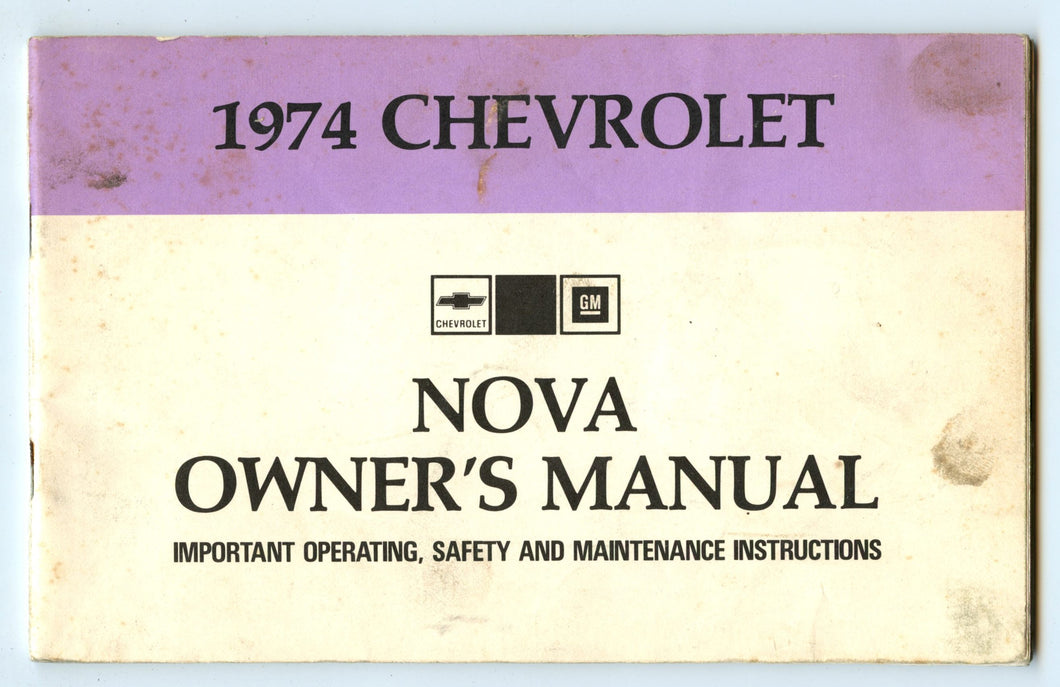 1974 CHEVROLET
CHEVROLET
GM
NOVA
OWNER'S MANUAL
IMPORTANT OPERATING, SAFETY AND MAINTENANCE INSTRUCTIONS